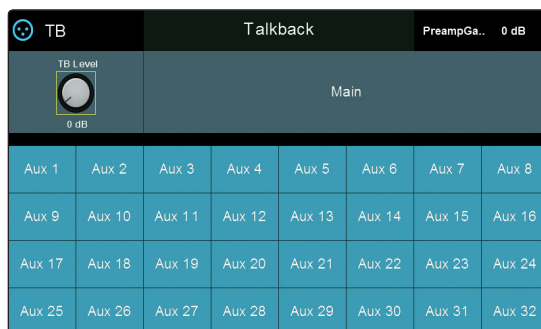 TB Talkback PreampGa.. 0 dB
TB Level
Main
0 dB
Aux 1 Aux 2 Aux 3 Aux 4 Aux 5 Aux 6 Aux 7 Aux 8
Aux 9 Aux 10 Aux 11 Aux 12 Aux 13 Aux 14 Aux 15 Aux 16
Aux 17 Aux 18 Aux 19 Aux 20 Aux 21 Aux 22 Aux 23 Aux 24
Aux 25 Aux 26 Aux 27 Aux 28 Aux 29 Aux 30 Aux 31 Aux 32